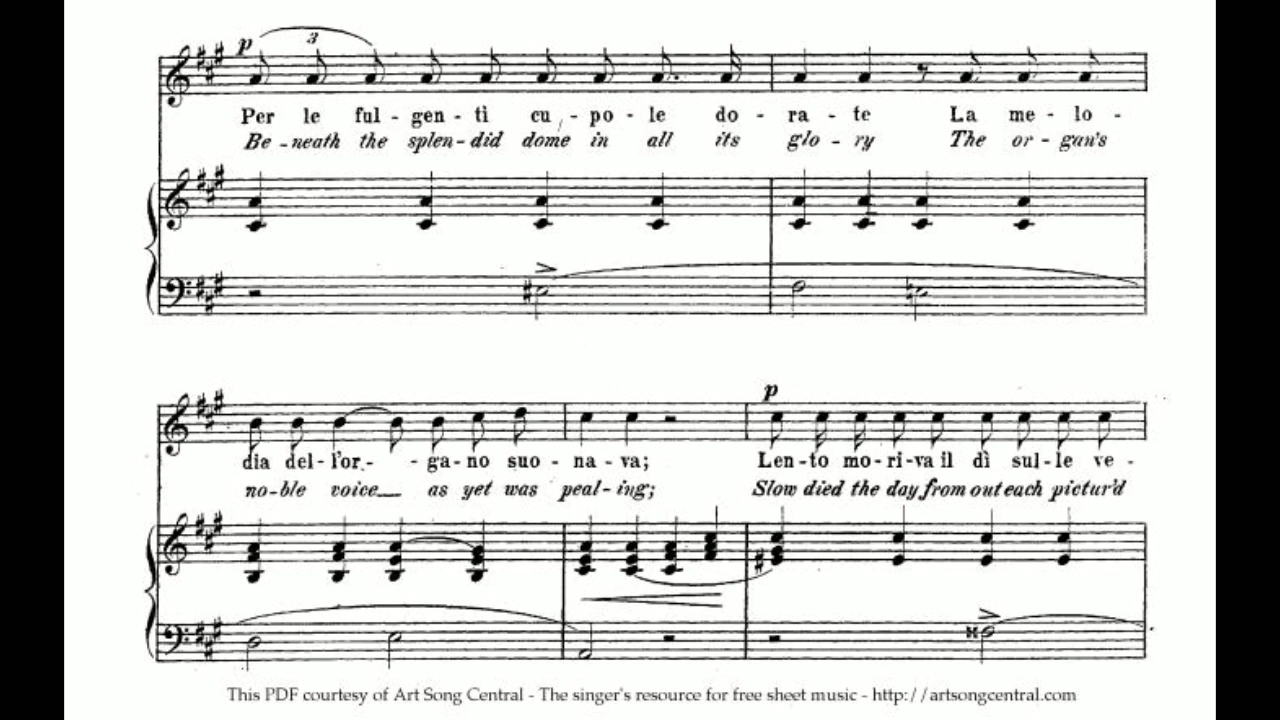 p 3
Per le ful - gen - tì cu - po - le do - ra - te La me - lo -
Be - neath the splen - did dome in all its glo - ry The or - gan's
p
dia del - l'or - - ga - no suo - na - va; Len - to mo - ri - va il dì sul - le ve -
no - ble voice as yet was peal - ing; Slow died the day from out each pictur'd
This PDF courtesy of Art Song Central - The singer's resource for free sheet music - http://artsongcentral.com